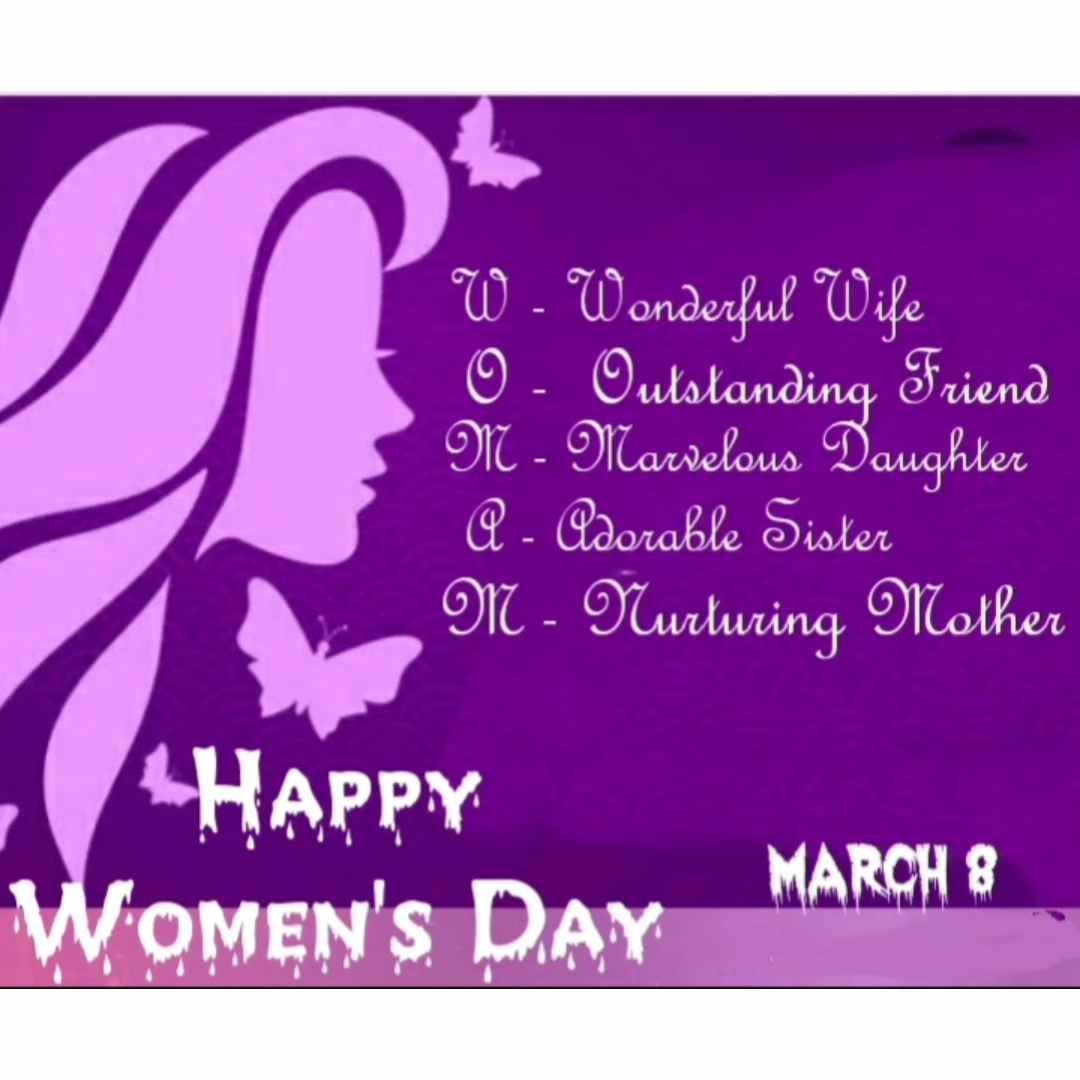 W - Wonderful Wife
O - Outstanding Friend
M - Marvelous Daughter
A - Adorable Sister
M - Nurturing Mother
Happy
Women's Day
MARCH 8